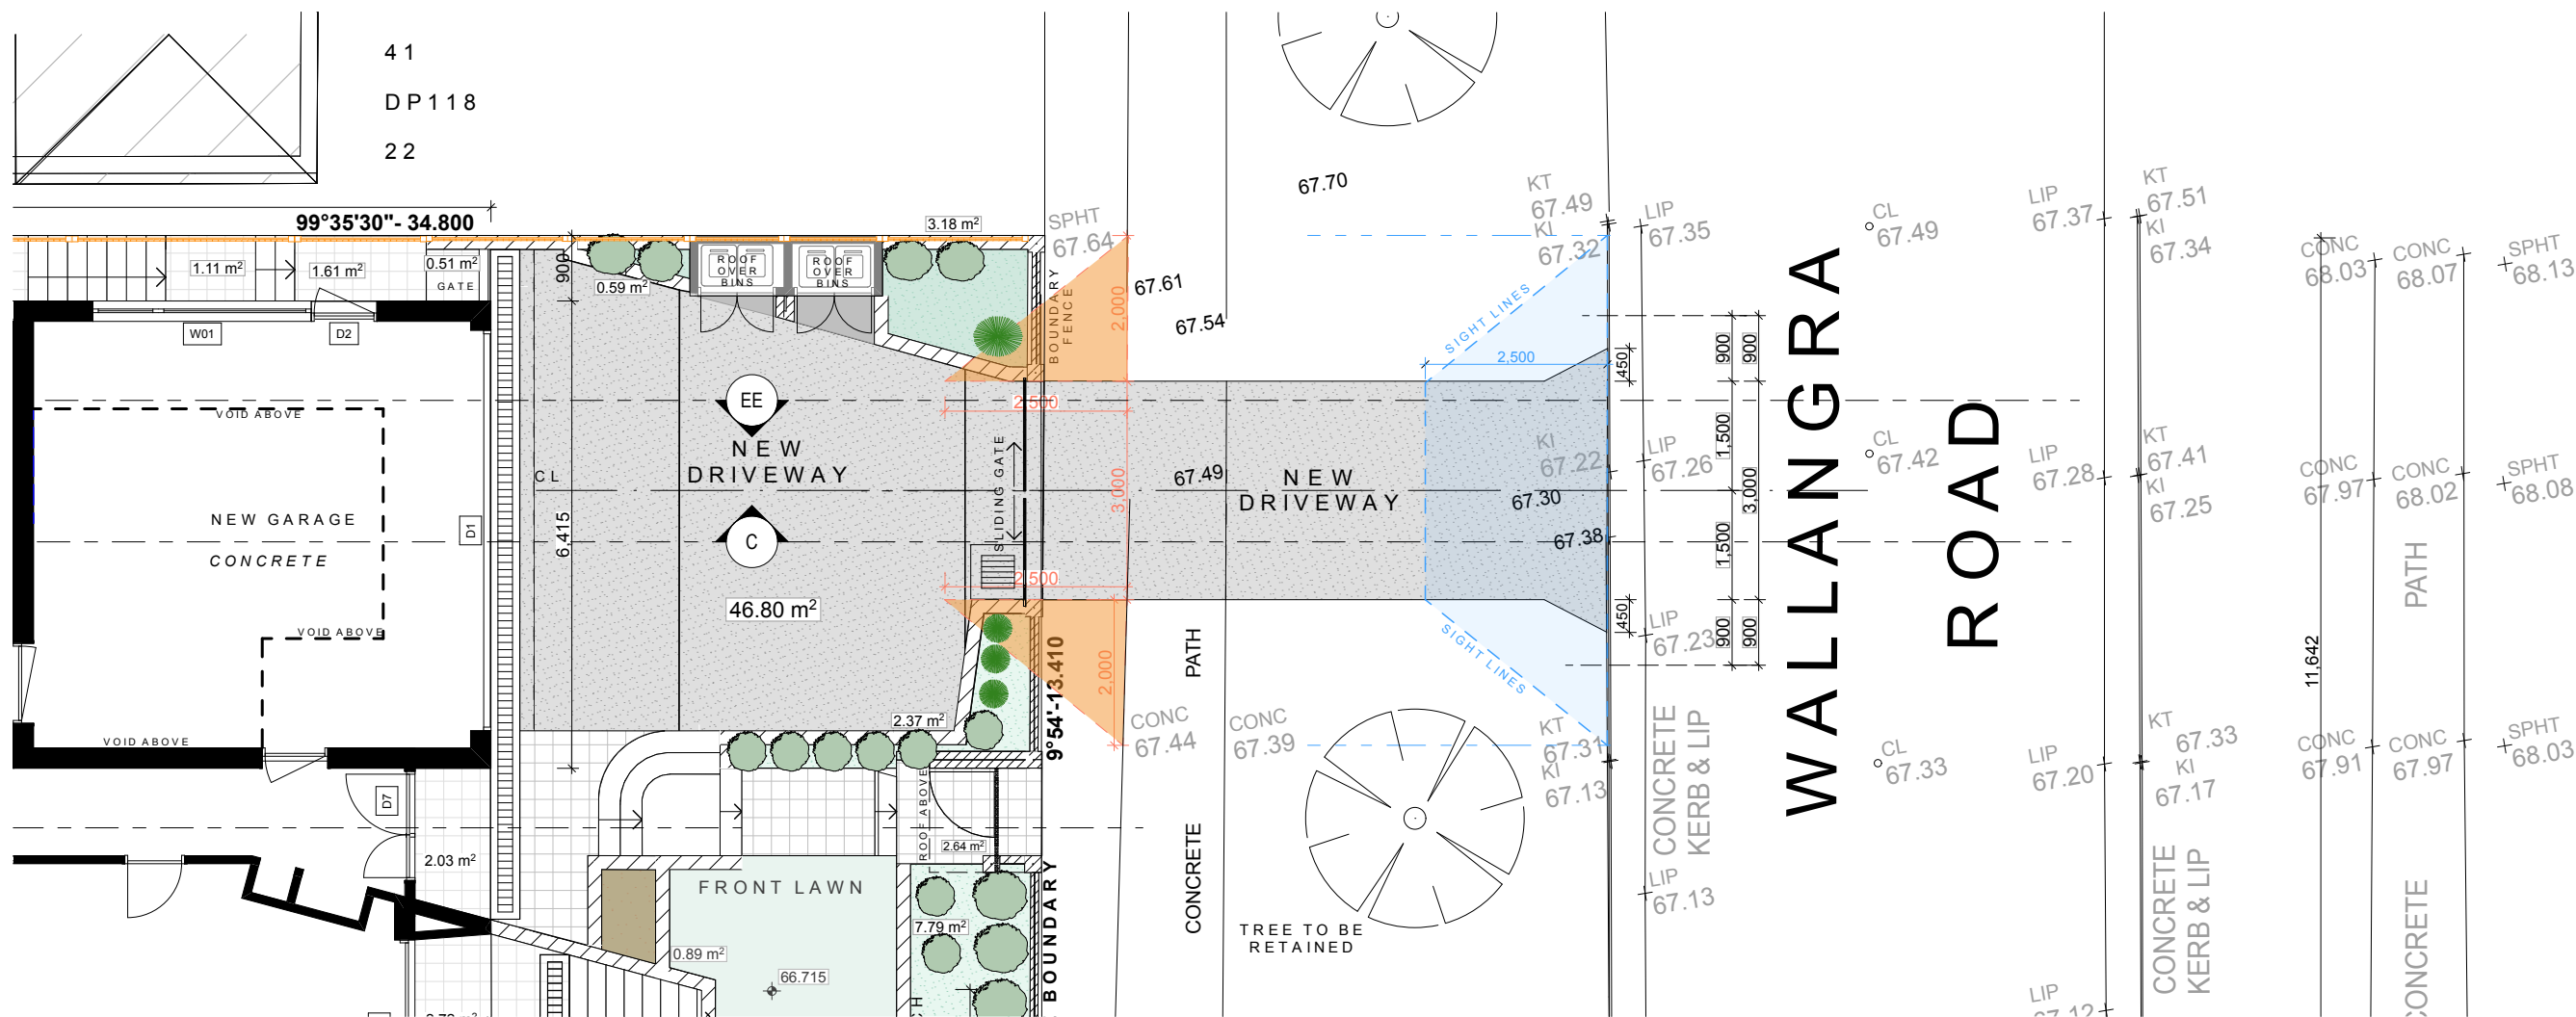 41
DP118
22
99°35'30"- 34.800
1.11 m²
1.61 m²
0.51 m²
GATE
W01
D2
900
0.59 m²
ROOF
OVER
BINS
ROOF
OVER
BINS
3.18 m²
SPHT
67.64
BOUNDARY
FENCE
2,000
67.61
67.54
67.70
KT
67.49
KI
67.32
LIP
67.35
SIGHT LINES
2,500
450
900
900
WALLANGRA
ROAD
CL
67.49
LIP
67.37
KT
67.51
KI
67.34
CONC
68.03
CONC
68.07
SPHT
68.13
VOID ABOVE
EE
NEW
DRIVEWAY
CL
C
6,415
46.80 m²
SLIDING GATE
2,500
3,000
2,500
67.49
NEW
DRIVEWAY
67.30
67.38
KI
67.22
LIP
67.26
1,500
3,000
1,500
CL
67.42
LIP
67.28
KT
67.41
KI
67.25
CONC
67.97
CONC
68.02
SPHT
68.08
NEW GARAGE
CONCRETE
D1
VOID ABOVE
VOID ABOVE
2.37 m²
2,000
9°54'-13.410
PATH
CONC
67.44
CONC
67.39
SIGHT LINES
450
900
900
LIP
67.23
KT
67.31
KI
67.13
CONCRETE
KERB & LIP
CL
67.33
LIP
67.20
KT
67.33
KI
67.17
11,642
PATH
CONC
67.91
CONC
67.97
SPHT
68.03
D7
2.03 m²
ROOF ABOVE
2.64 m²
FRONT LAWN
7.79 m²
0.89 m²
66.715
BOUNDARY
CONCRETE
TREE TO BE
RETAINED
LIP
67.13
CONCRETE
KERB & LIP
CONCRETE
LIP
67.12